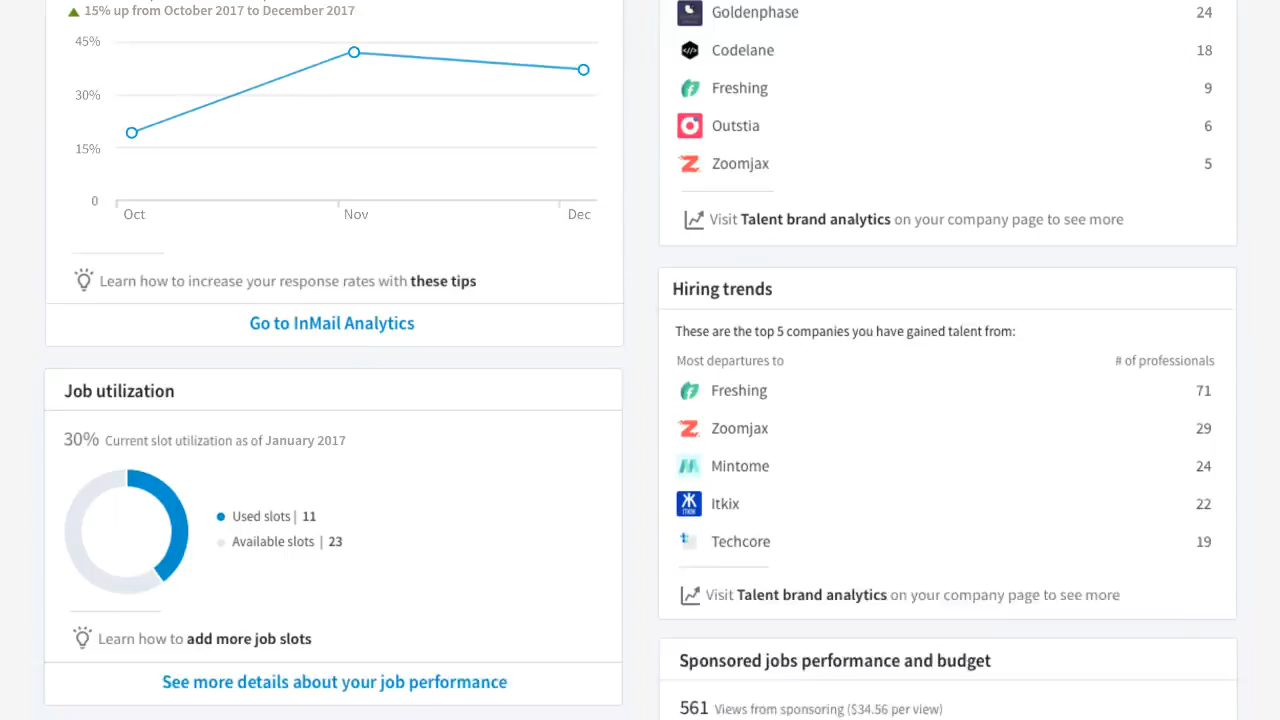 15% up from October 2017 to December 2017
45%
30%
15%
0
Oct Nov Dec
Learn how to increase your response rates with these tips
Go to InMail Analytics
Job utilization
30% Current slot utilization as of January 2017
Used slots | 11
Available slots | 23
Learn how to add more job slots
See more details about your job performance
Goldenphase 24
Codelane 18
Freshing 9
Outstia 6
Zoomjax 5
Visit Talent brand analytics on your company page to see more
Hiring trends
These are the top 5 companies you have gained talent from:
Most departures to # of professionals
Freshing 71
Zoomjax 29
Mintome 24
Itkix 22
Techcore 19
Visit Talent brand analytics on your company page to see more
Sponsored jobs performance and budget
561 Views from sponsoring ($34.56 per view)